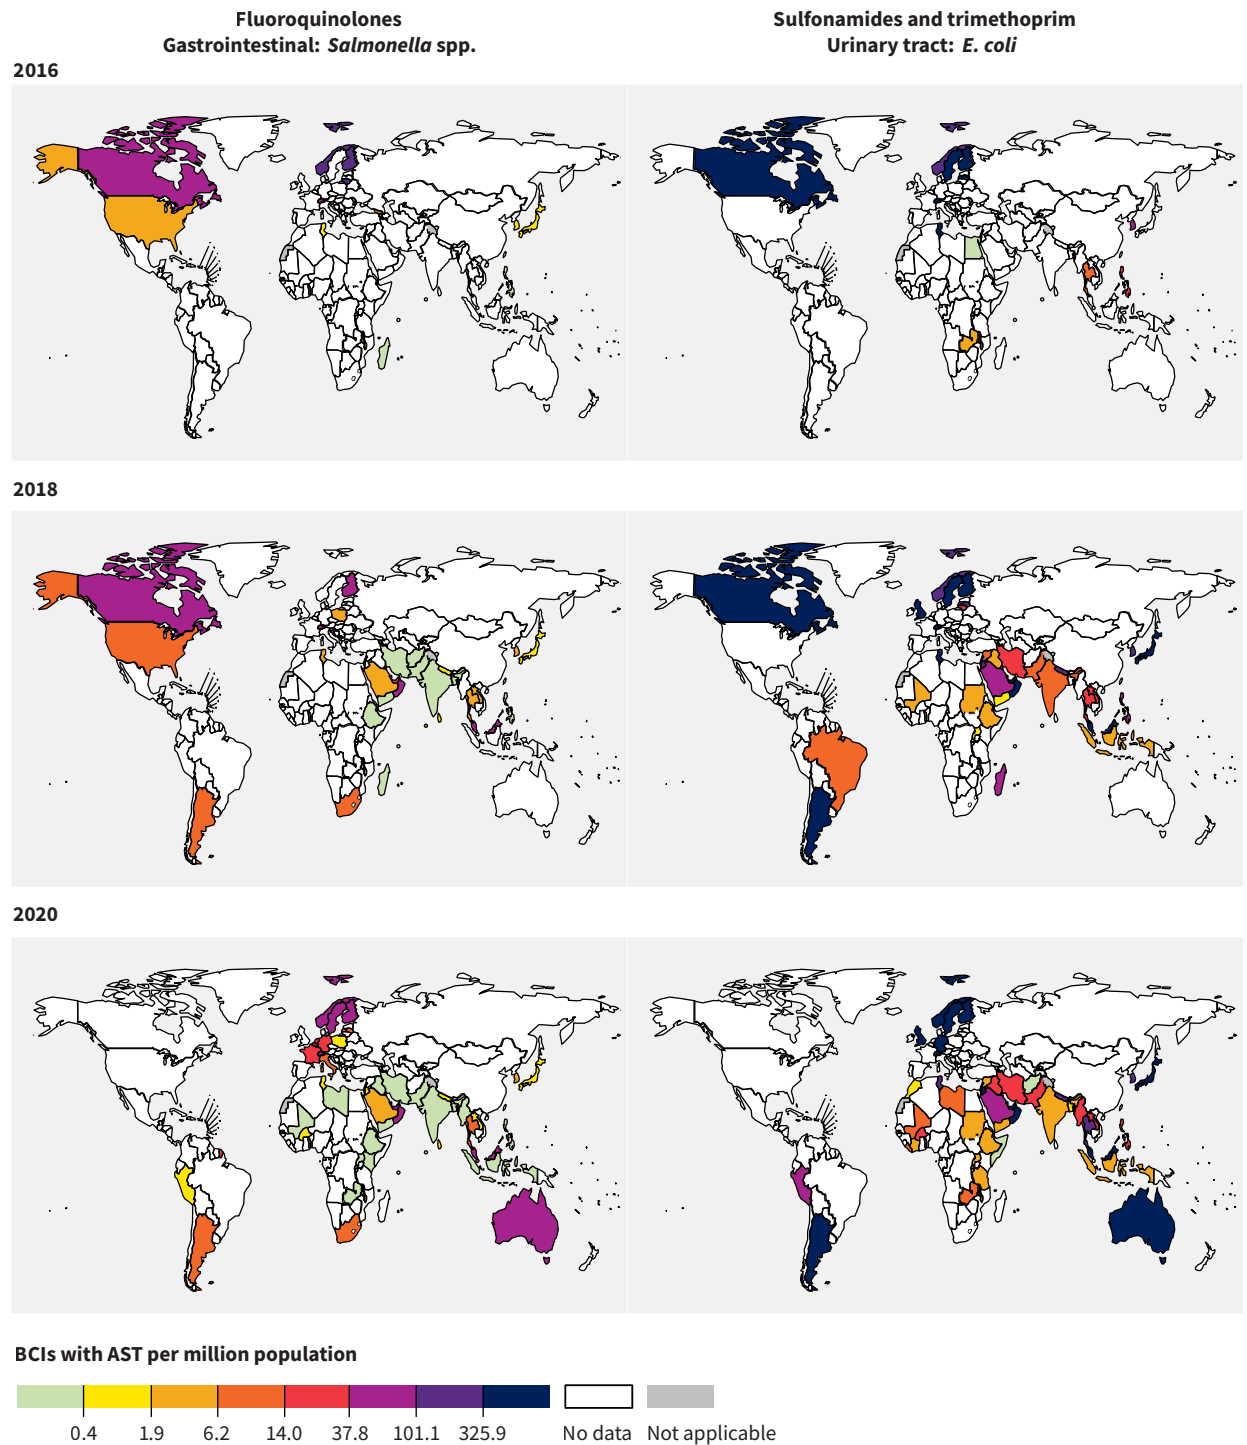 Fluoroquinolones
Gastrointestinal: Salmonella spp.
Sulfonamides and trimethoprim
Urinary tract: E. coli
2016
2018
2020
BCIs with AST per million population
0.4 1.9 6.2 14.0 37.8 101.1 325.9 No data Not applicable